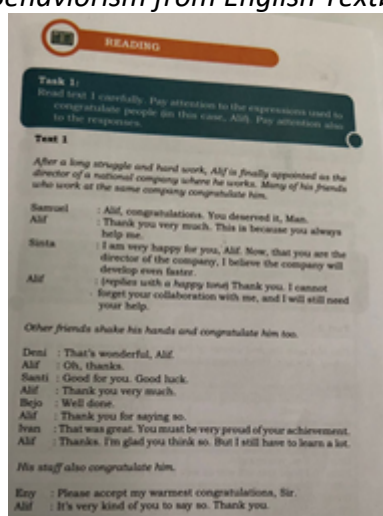 Behaviorism from English Textb
READING
Task 1:
Read text 1 carefully. Pay attention to the expressions used to
congratulate people (in this case, Alif). Pay attention also
to the responses.
Text 1
After a long struggle and hard work, Alif is finally appointed as the
director of a national company where he works. Many of his friends
who work at the same company congratulate him.
Samuel : Alif, congratulations. You deserved it, Man.
Alif : Thank you very much. This is because you always
help me.
Sinta : I am very happy for you, Alif. Now, that you are the
director of the company, I believe the company will
develop even faster.
Alif : (replies with a happy tone) Thank you. I cannot
forget your collaboration with me, and I will still need
your help.
Other friends shake his hands and congratulate him too.
Deni : That's wonderful, Alif.
Alif : Oh, thanks.
Santi : Good for you. Good luck.
Alif : Thank you very much.
Bejo : Well done.
Alif : Thank you for saying so.
Ivan : That was great. You must be very proud of your achievement.
Alif : Thanks. I'm glad you think so. But I still have to learn a lot.
His staff also congratulate him.
Eny : Please accept my warmest congratulations, Sir.
Alif : It's very kind of you to say so. Thank you.